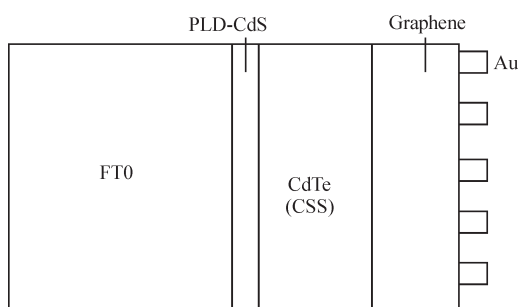 PLD-CdS
Graphene
Au
FT0
CdTe
(CSS)